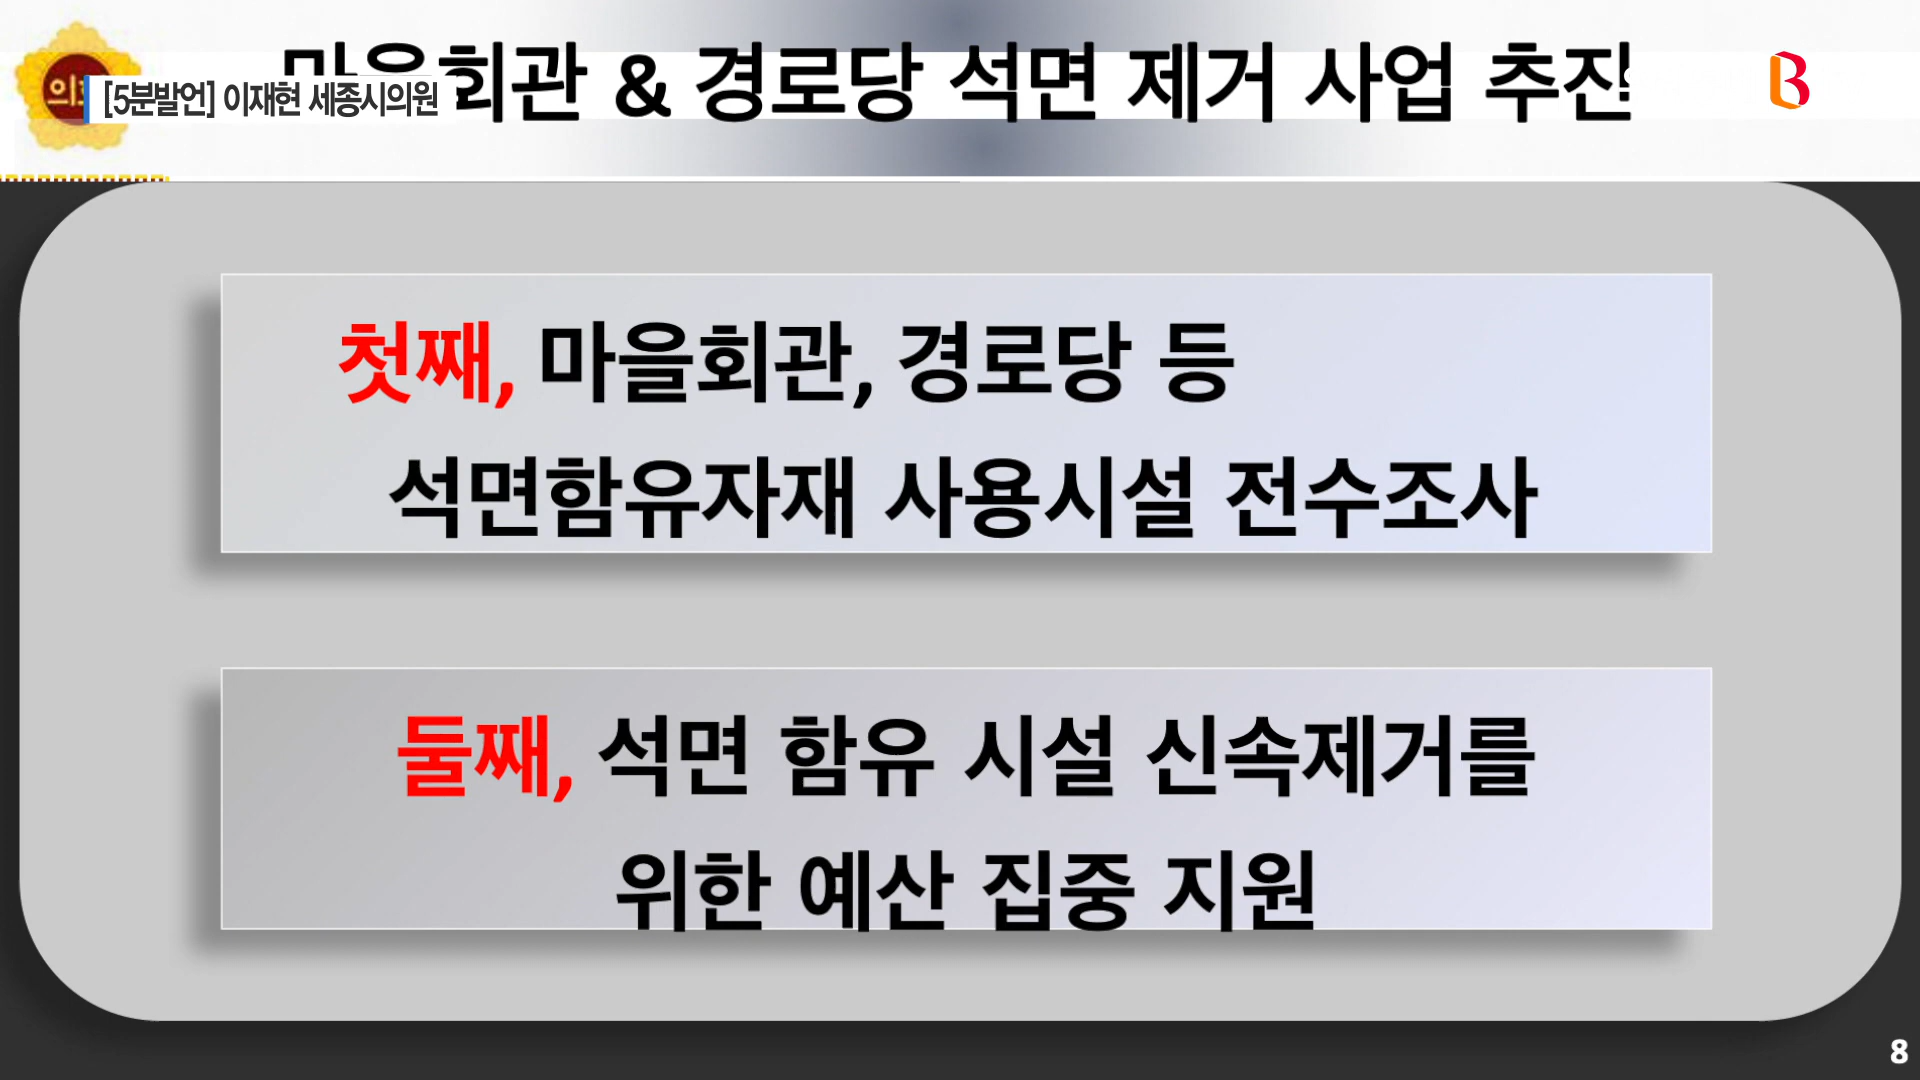 마을회관 & 경로당 석면 제거 사업 추진
[5분발언] 이재현 세종시의원
첫째, 마을회관, 경로당 등
석면함유자재 사용시설 전수조사
둘째, 석면 함유 시설 신속제거를
위한 예산 집중 지원
8